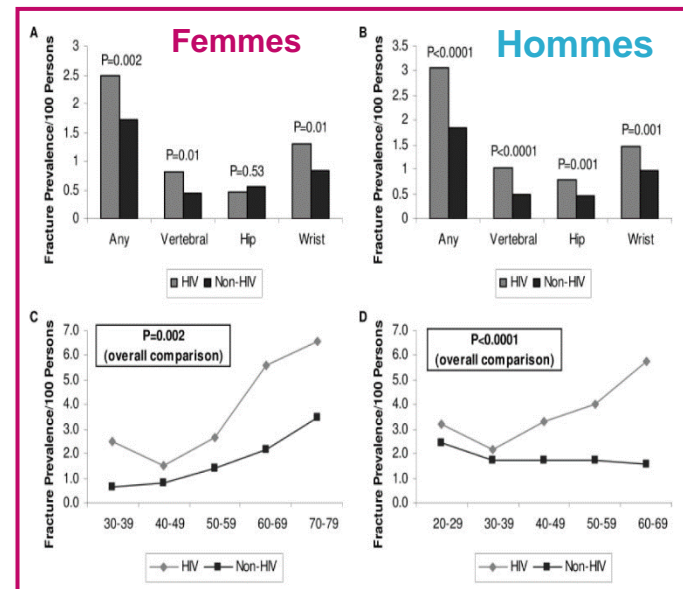 A
Femmes
Fracture Prevalence/100 Persons
3
2.5
2
1.5
1
0.5
0
P=0.002
P=0.01
P=0.53
P=0.01
Any Vertebral Hip Wrist
HIV Non-HIV
B
Hommes
Fracture Prevalence/100 Persons
3.5
3
2.5
2
1.5
1
0.5
0
P<0.0001
P<0.0001
P=0.001
P=0.001
Any Vertebral Hip Wrist
HIV Non-HIV
C
Fracture Prevalence/100 Persons
7.0
6.0
5.0
4.0
3.0
2.0
1.0
0.0
P=0.002
(overall comparison)
30-39 40-49 50-59 60-69 70-79
HIV Non-HIV
D
Fracture Prevalence/100 Persons
7.0
6.0
5.0
4.0
3.0
2.0
1.0
0.0
P<0.0001
(overall comparison)
20-29 30-39 40-49 50-59 60-69
HIV Non-HIV